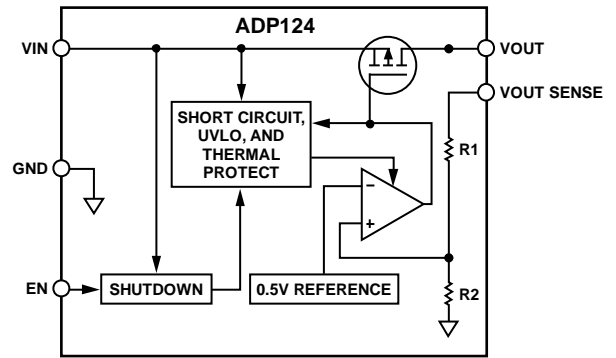 ADP124
VIN
VOUT
VOUT SENSE
SHORT CIRCUIT,
UVLO, AND
THERMAL
PROTECT
R1
GND
−
+
EN
SHUTDOWN
0.5V REFERENCE
R2